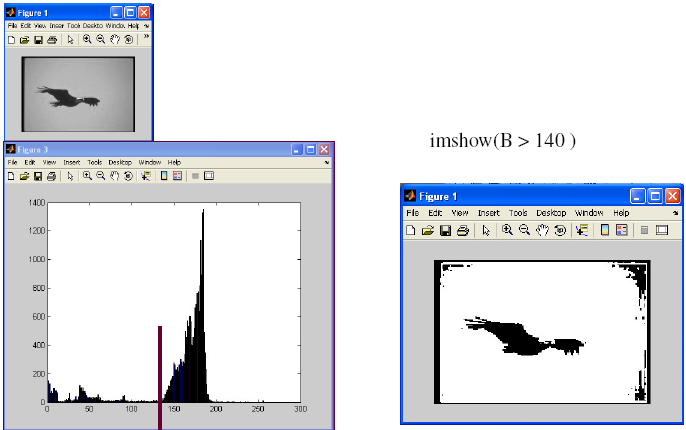 Figure 1
File Edit View Inser Tools Deskto Window Help
Figure 3
File Edit View Insert Tools Desktop Window Help
1400
1200
1000
800
600
400
200
0
0 50 100 150 200 250 300
imshow(B > 140 )
Figure 1
File Edit View Insert Tools Desktop Window Help